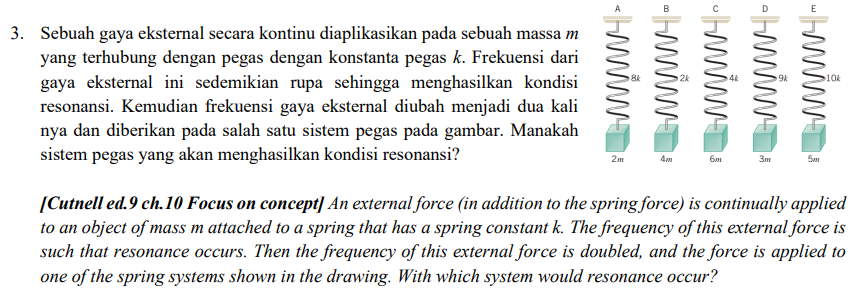 3. Sebuah gaya eksternal secara kontinu diaplikasikan pada sebuah massa m
yang terhubung dengan pegas dengan konstanta pegas k. Frekuensi dari
gaya eksternal ini sedemikian rupa sehingga menghasilkan kondisi
resonansi. Kemudian frekuensi gaya eksternal diubah menjadi dua kali
nya dan diberikan pada salah satu sistem pegas pada gambar. Manakah
sistem pegas yang akan menghasilkan kondisi resonansi?
A B C D E
8k 2k 4k 9k 10k
2m 4m 6m 3m 5m
[Cutnell ed.9 ch.10 Focus on concept] An external force (in addition to the spring force) is continually applied
to an object of mass m attached to a spring that has a spring constant k. The frequency of this external force is
such that resonance occurs. Then the frequency of this external force is doubled, and the force is applied to
one of the spring systems shown in the drawing. With which system would resonance occur?